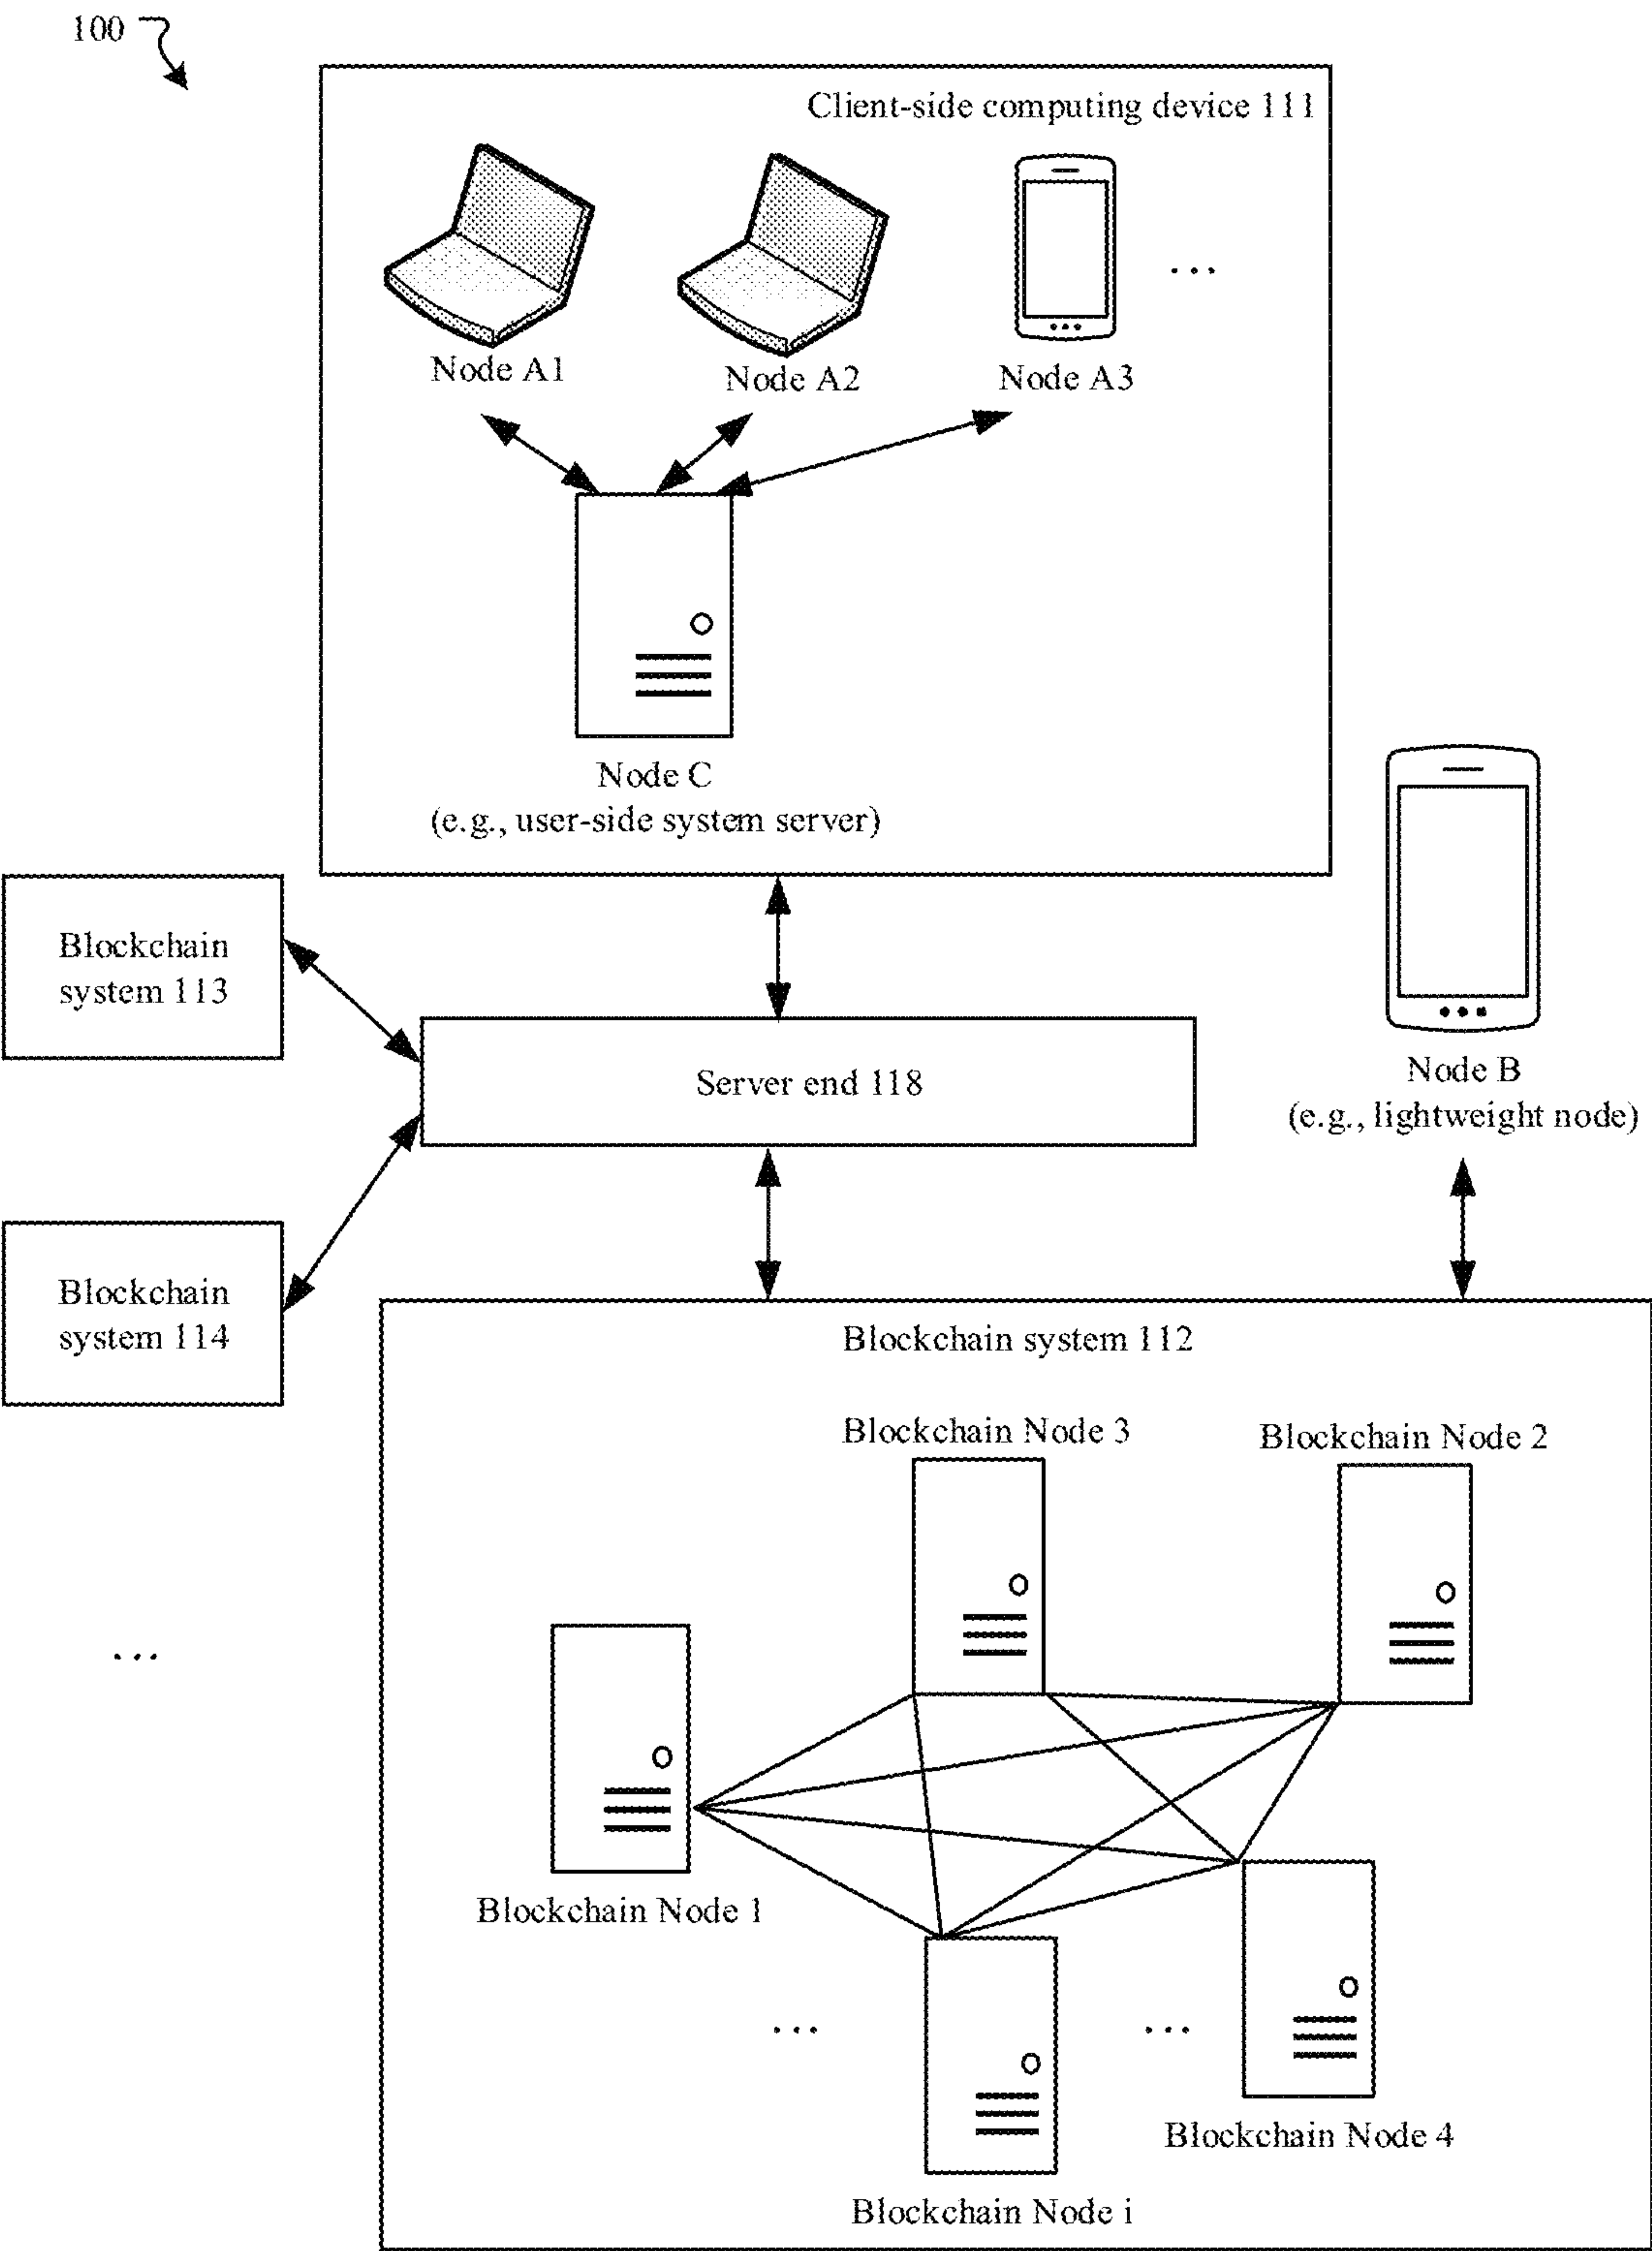 100
Client-side computing device 111
...
Node A1
Node A2
Node A3
Node C
(e.g., user-side system server)
Blockchain
system 113
Server end 118
Node B
(e.g., lightweight node)
Blockchain
system 114
Blockchain system 112
Blockchain Node 3
Blockchain Node 2
...
Blockchain Node 1
...
...
Blockchain Node 4
Blockchain Node i